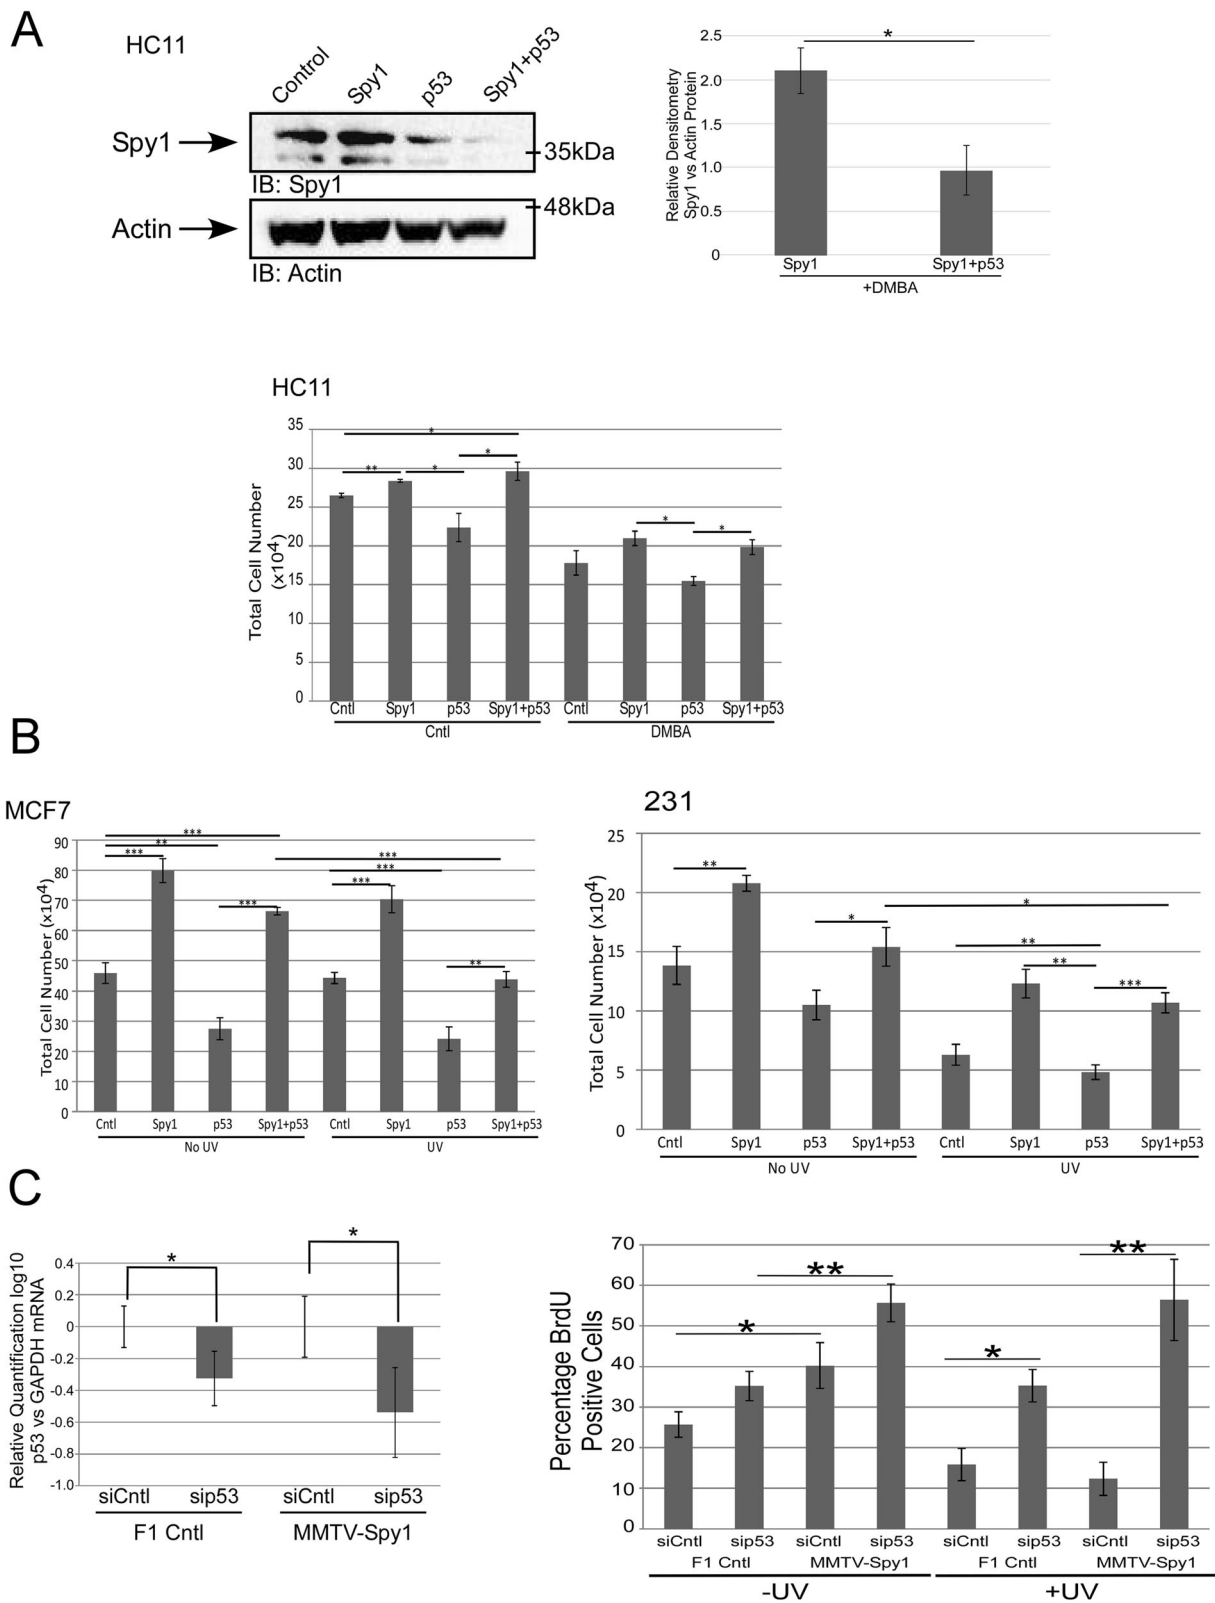 A
HC11
Control
Spy1
p53
Spy1+p53
Spy1
35kDa
IB: Spy1
48kDa
Actin
IB: Actin
Relative Densitometry
Spy1 vs Actin Protein
2.5
2.0
1.5
1.0
0.5
0
*
Spy1
Spy1+p53
+DMBA
HC11
Total Cell Number
(x10⁴)
35
30
25
20
15
10
5
0
*
*
** *
* *
Cntl Spy1 p53 Spy1+p53 Cntl Spy1 p53 Spy1+p53
Cntl DMBA
B
MCF7
Total Cell Number (x10⁴)
90
80
70
60
50
40
30
20
10
0
***
**
***
***
***
***
***
**
Cntl Spy1 p53 Spy1+p53 Cntl Spy1 p53 Spy1+p53
No UV UV
231
Total Cell Number (x10⁴)
25
20
15
10
5
0
**
*
*
**
**
***
Cntl Spy1 p53 Spy1+p53 Cntl Spy1 p53 Spy1+p53
No UV UV
C
Relative Quantification log10
p53 vs GAPDH mRNA
0.4
0.2
0
-0.2
-0.4
-0.6
-0.8
-1.0
* *
siCntl sip53 siCntl sip53
F1 Cntl MMTV-Spy1
Percentage BrdU
Positive Cells
70
60
50
40
30
20
10
0
*
**
*
**
siCntl sip53 siCntl sip53 siCntl sip53 siCntl sip53
F1 Cntl MMTV-Spy1 F1 Cntl MMTV-Spy1
-UV +UV